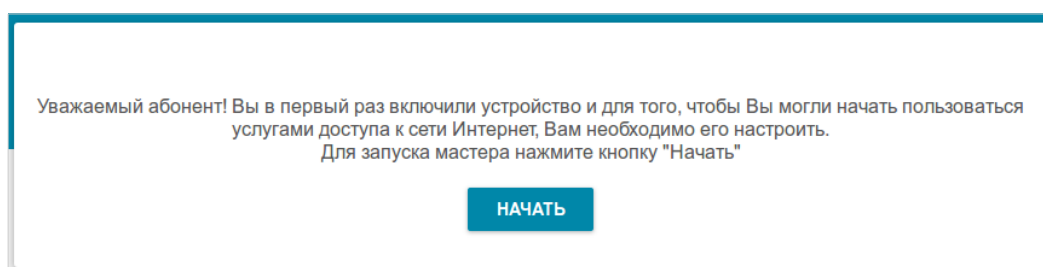 Уважаемый абонент! Вы в первый раз включили устройство и для того, чтобы Вы могли начать пользоваться
услугами доступа к сети Интернет, Вам необходимо его настроить.
Для запуска мастера нажмите кнопку "Начать"
НАЧАТЬ